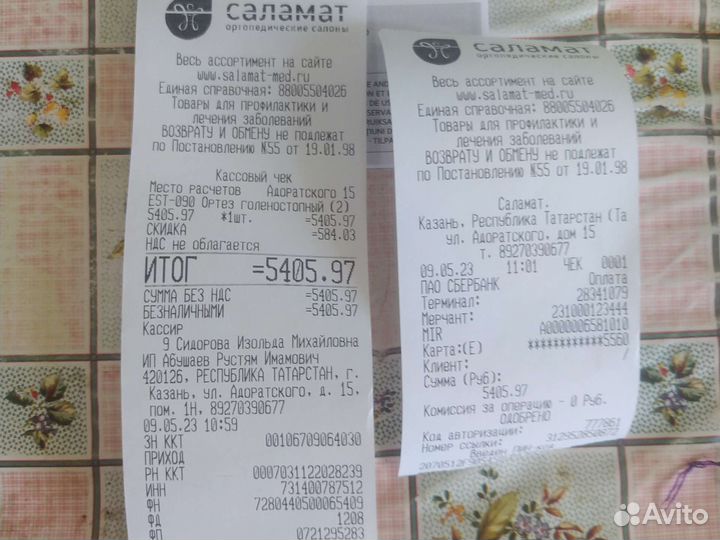 саламат
ортопедические салоны
Весь ассортимент на сайте
www.salamat-med.ru
Единая справочная: 88005504026
Товары для профилактики и
лечения заболеваний
ВОЗВРАТУ И ОБМЕНУ не подлежат
по Постановлению №55 от 19.01.98
Кассовый чек
Место расчетов Адоратского 15
EST-090 Ортез голеностопный (2)
5405.97 *1шт. =5405.97
СКИДКА =584.03
НДС не облагается
ИТОГ =5405.97
СУММА БЕЗ НДС =5405.97
БЕЗНАЛИЧНЫМИ =5405.97
Кассир
9 Сидорова Изольда Михайловна
ИП Абушаев Рустям Имамович
420126, РЕСПУБЛИКА ТАТАРСТАН, г.
Казань, ул. Адоратского, д. 15,
пом. 1Н, 89270390677
09.05.23 10:59
ЗН ККТ 00106709064030
ПРИХОД
РН ККТ 0007031122028239
ИНН 731400787512
ФН 7280440500065409
ФД 1208
ФП 0721295283
саламат
ортопедические салоны
Весь ассортимент на сайте
www.salamat-med.ru
Единая справочная: 88005504026
Товары для профилактики и
лечения заболеваний
ВОЗВРАТУ И ОБМЕНУ не подлежат
по Постановлению №55 от 19.01.98
Саламат.
Казань, Республика Татарстан (Та
ул. Адоратского, дом 15
т. 89270390677
09.05.23 11:01 ЧЕК 0001
ПАО СБЕРБАНК Оплата
Терминал: 28341079
Мерчант: 231000123444
MIR A0000006581010
Карта:(E) ************5560
Клиент: /
Сумма (Руб):
5405.97
Комиссия за операцию - 0 Руб.
ОДОБРЕНО
Код авторизации: 777661
Номер ссылки:
Avito